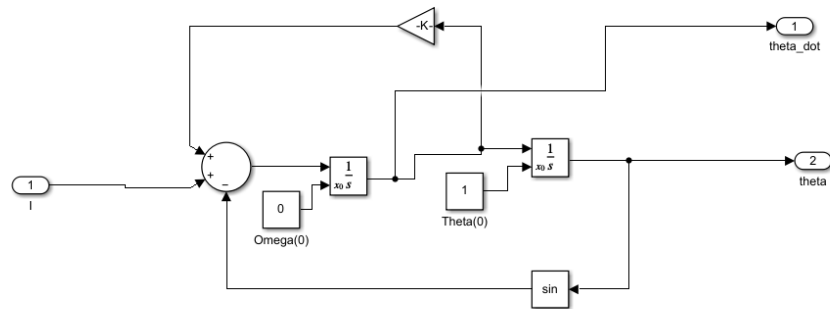 -K-
1
theta_dot
+
+
−
1
I
1
s
x₀
0
Omega(0)
1
s
x₀
1
Theta(0)
2
theta
sin